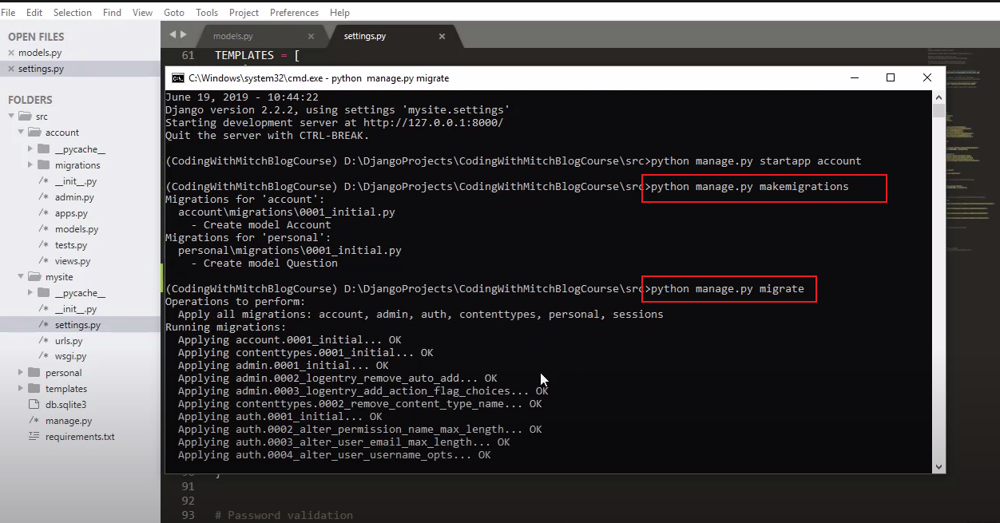 File Edit Selection Find View Goto Tools Project Preferences Help
OPEN FILES
models.py
settings.py
FOLDERS
src
account
__pycache__
migrations
/* __init__.py
/* admin.py
/* apps.py
/* models.py
/* tests.py
/* views.py
mysite
__pycache__
/* __init__.py
/* settings.py
/* urls.py
/* wsgi.py
personal
templates
db.sqlite3
/* manage.py
requirements.txt
models.py settings.py
61 TEMPLATES = [
C:\Windows\system32\cmd.exe - python manage.py migrate
June 19, 2019 - 10:44:22
Django version 2.2.2, using settings 'mysite.settings'
Starting development server at http://127.0.0.1:8000/
Quit the server with CTRL-BREAK.
(CodingWithMitchBlogCourse) D:\DjangoProjects\CodingWithMitchBlogCourse\src>python manage.py startapp account
(CodingWithMitchBlogCourse) D:\DjangoProjects\CodingWithMitchBlogCourse\src>python manage.py makemigrations
Migrations for 'account':
account\migrations\0001_initial.py
- Create model Account
Migrations for 'personal':
personal\migrations\0001_initial.py
- Create model Question
(CodingWithMitchBlogCourse) D:\DjangoProjects\CodingWithMitchBlogCourse\src>python manage.py migrate
Operations to perform:
Apply all migrations: account, admin, auth, contenttypes, personal, sessions
Running migrations:
Applying account.0001_initial... OK
Applying contenttypes.0001_initial... OK
Applying admin.0001_initial... OK
Applying admin.0002_logentry_remove_auto_add... OK
Applying admin.0003_logentry_add_action_flag_choices... OK
Applying contenttypes.0002_remove_content_type_name... OK
Applying auth.0001_initial... OK
Applying auth.0002_alter_permission_name_max_length... OK
Applying auth.0003_alter_user_email_max_length... OK
Applying auth.0004_alter_user_username_opts... OK
91
92
93 # Password validation